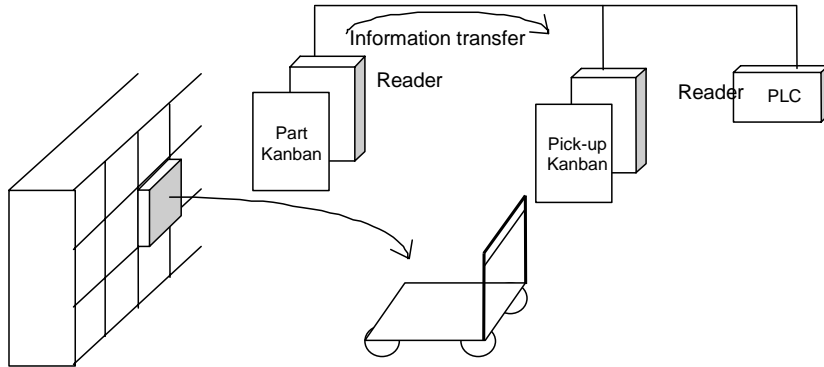 Information transfer
Reader
Part
Kanban
Pick-up
Kanban
Reader
PLC